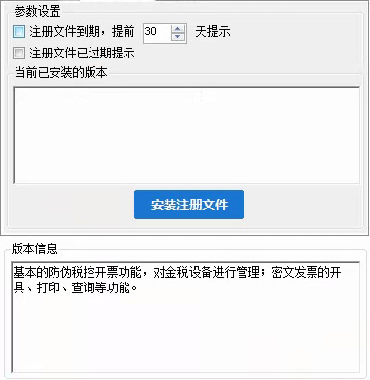 参数设置
注册文件到期，提前 30 天提示
注册文件已过期提示
当前已安装的版本
安装注册文件
版本信息
基本的防伪税控开票功能，对金税设备进行管理；密文发票的开
具、打印、查询等功能。